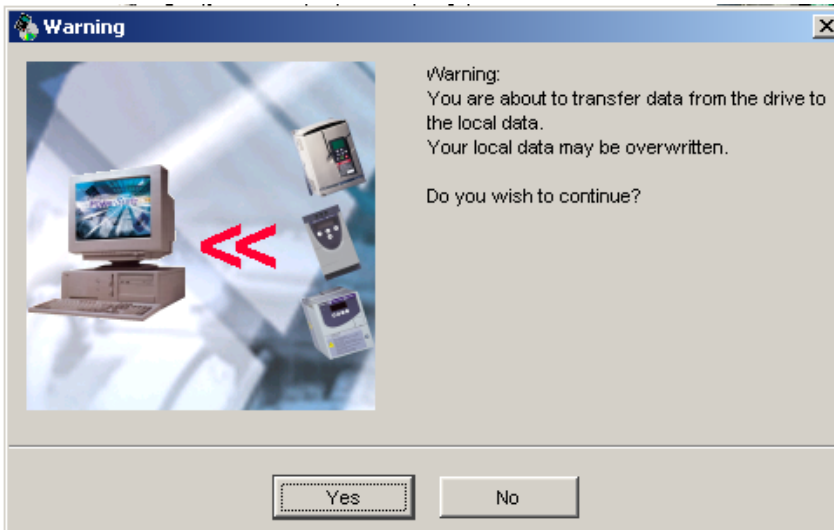 Warning
Warning:
You are about to transfer data from the drive to
the local data.
Your local data may be overwritten.
Do you wish to continue?
Yes
No